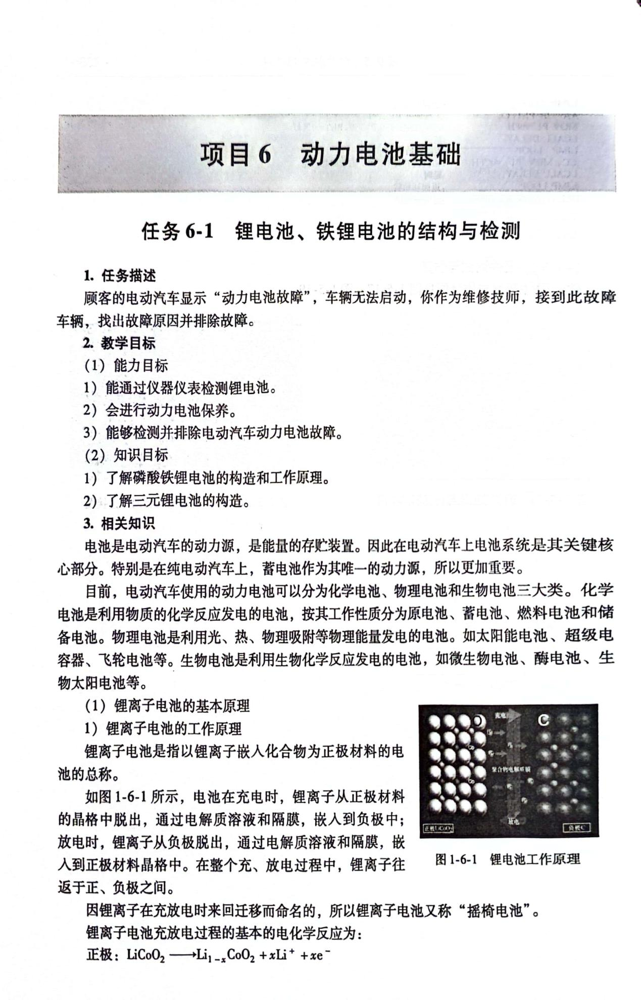 项目6 动力电池基础
任务6-1 锂电池、铁锂电池的结构与检测
1. 任务描述
顾客的电动汽车显示“动力电池故障”，车辆无法启动，你作为维修技师，接到此故障
车辆，找出故障原因并排除故障。
2. 教学目标
（1）能力目标
1）能通过仪器仪表检测锂电池。
2）会进行动力电池保养。
3）能够检测并排除电动汽车动力电池故障。
（2）知识目标
1）了解磷酸铁锂电池的构造和工作原理。
2）了解三元锂电池的构造。
3. 相关知识
电池是电动汽车的动力源，是能量的存贮装置。因此在电动汽车上电池系统是其关键核
心部分。特别是在纯电动汽车上，蓄电池作为其唯一的动力源，所以更加重要。
目前，电动汽车使用的动力电池可以分为化学电池、物理电池和生物电池三大类。化学
电池是利用物质的化学反应发电的电池，按其工作性质分为原电池、蓄电池、燃料电池和储
备电池。物理电池是利用光、热、物理吸附等物理能量发电的电池。如太阳能电池、超级电
容器、飞轮电池等。生物电池是利用生物化学反应发电的电池，如微生物电池、酶电池、生
物太阳电池等。
（1）锂离子电池的基本原理
1）锂离子电池的工作原理
锂离子电池是指以锂离子嵌入化合物为正极材料的电
池的总称。
如图1-6-1所示，电池在充电时，锂离子从正极材料
的晶格中脱出，通过电解质溶液和隔膜，嵌入到负极中；
放电时，锂离子从负极脱出，通过电解质溶液和隔膜，嵌
入到正极材料晶格中。在整个充、放电过程中，锂离子往
返于正、负极之间。
充电
O
C
Co
聚合物电解质膜
Co
放电
正极LiCoO₂
负极C
图1-6-1 锂电池工作原理
因锂离子在充放电时来回迁移而命名的，所以锂离子电池又称“摇椅电池”。
锂离子电池充放电过程的基本的电化学反应为：
正极：LiCoO₂ ⟶Li₁₋ₓCoO₂ +xLi⁺ +xe⁻